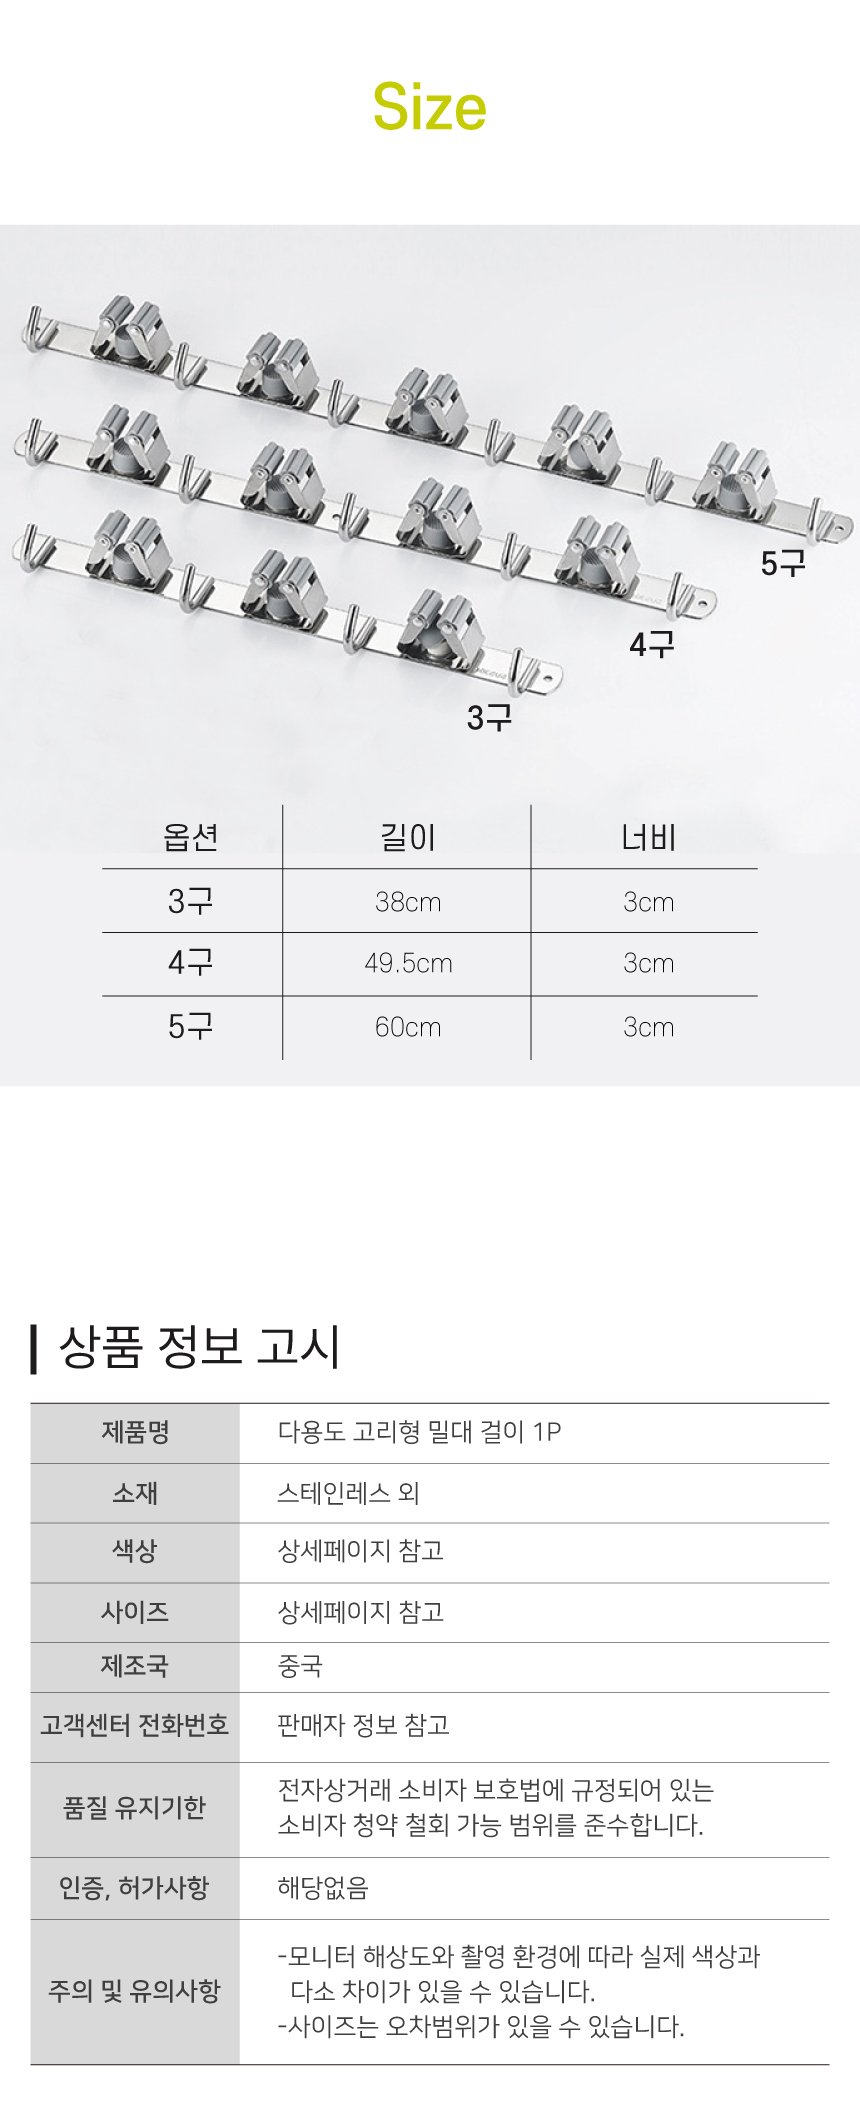 Size
5구
4구
3구
옵션 길이 너비
3구 38cm 3cm
4구 49.5cm 3cm
5구 60cm 3cm
상품 정보 고시
제품명 다용도 고리형 밀대 걸이 1P
소재 스테인레스 외
색상 상세페이지 참고
사이즈 상세페이지 참고
제조국 중국
고객센터 전화번호 판매자 정보 참고
품질 유지기한 전자상거래 소비자 보호법에 규정되어 있는
소비자 청약 철회 가능 범위를 준수합니다.
인증, 허가사항 해당없음
주의 및 유의사항 -모니터 해상도와 촬영 환경에 따라 실제 색상과
다소 차이가 있을 수 있습니다.
-사이즈는 오차범위가 있을 수 있습니다.